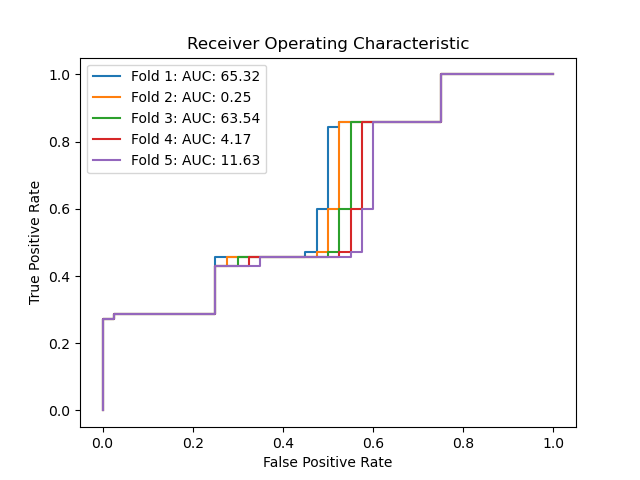 Receiver Operating Characteristic
Fold 1: AUC: 65.32
Fold 2: AUC: 0.25
Fold 3: AUC: 63.54
Fold 4: AUC: 4.17
Fold 5: AUC: 11.63
True Positive Rate
1.0
0.8
0.6
0.4
0.2
0.0
0.0 0.2 0.4 0.6 0.8 1.0
False Positive Rate